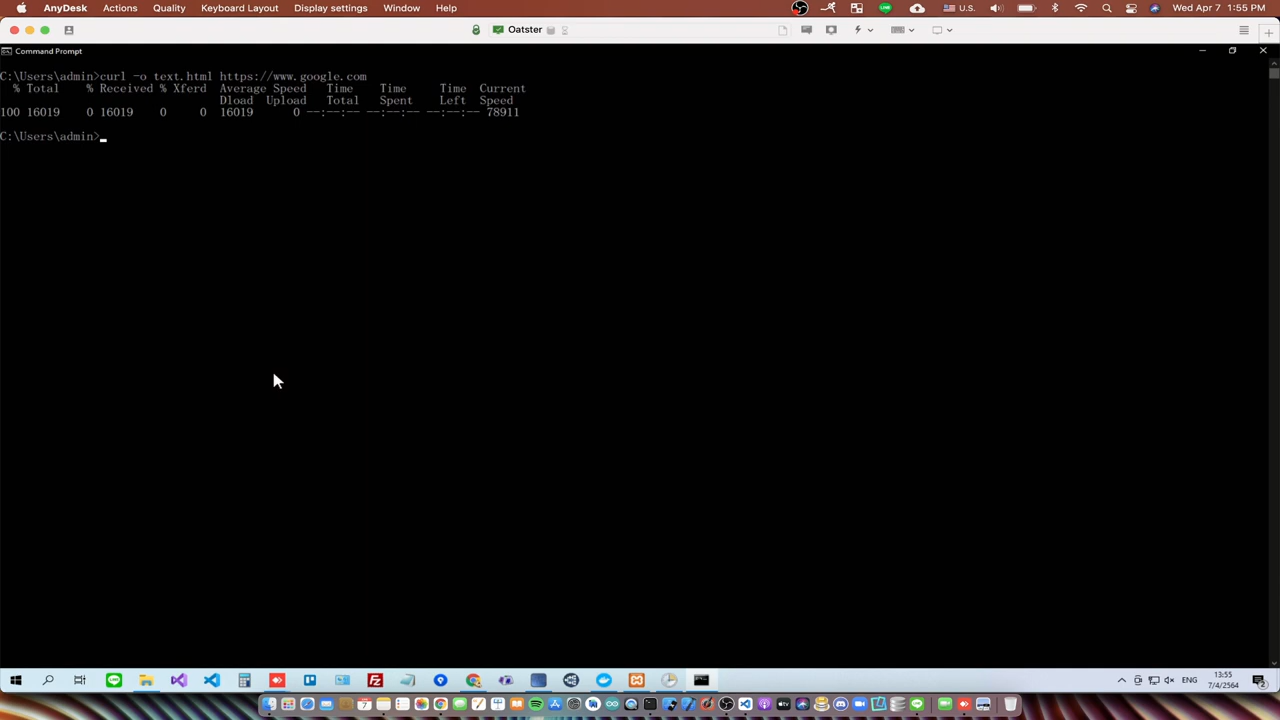 AnyDesk Actions Quality Keyboard Layout Display settings Window Help U.S. Wed Apr 7 1:55 PM
Oatster
Command Prompt
C:\Users\admin>curl -o text.html https://www.google.com
% Total % Received % Xferd Average Speed Time Time Time Current
Dload Upload Total Spent Left Speed
100 16019 0 16019 0 0 16019 0 --:--:-- --:--:-- --:--:-- 78911
C:\Users\admin>
13:55
ENG
7/4/2564